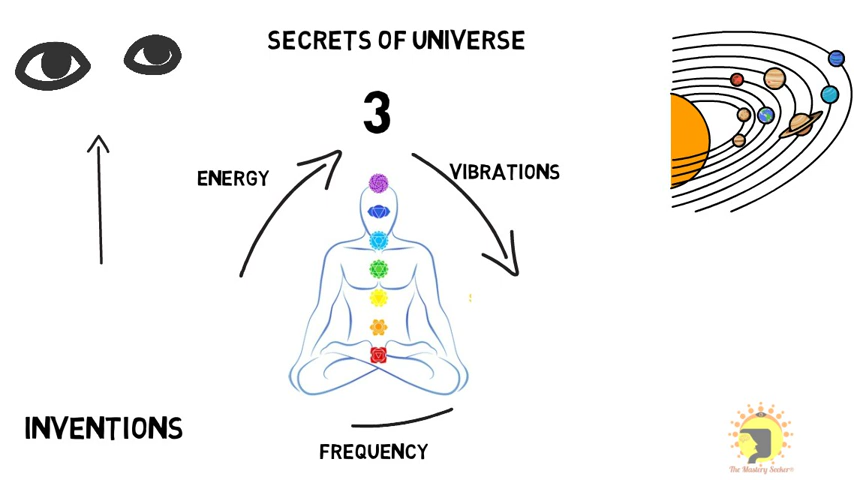 SECRETS OF UNIVERSE
3
ENERGY
VIBRATIONS
INVENTIONS
FREQUENCY
The Mastery Seeker®